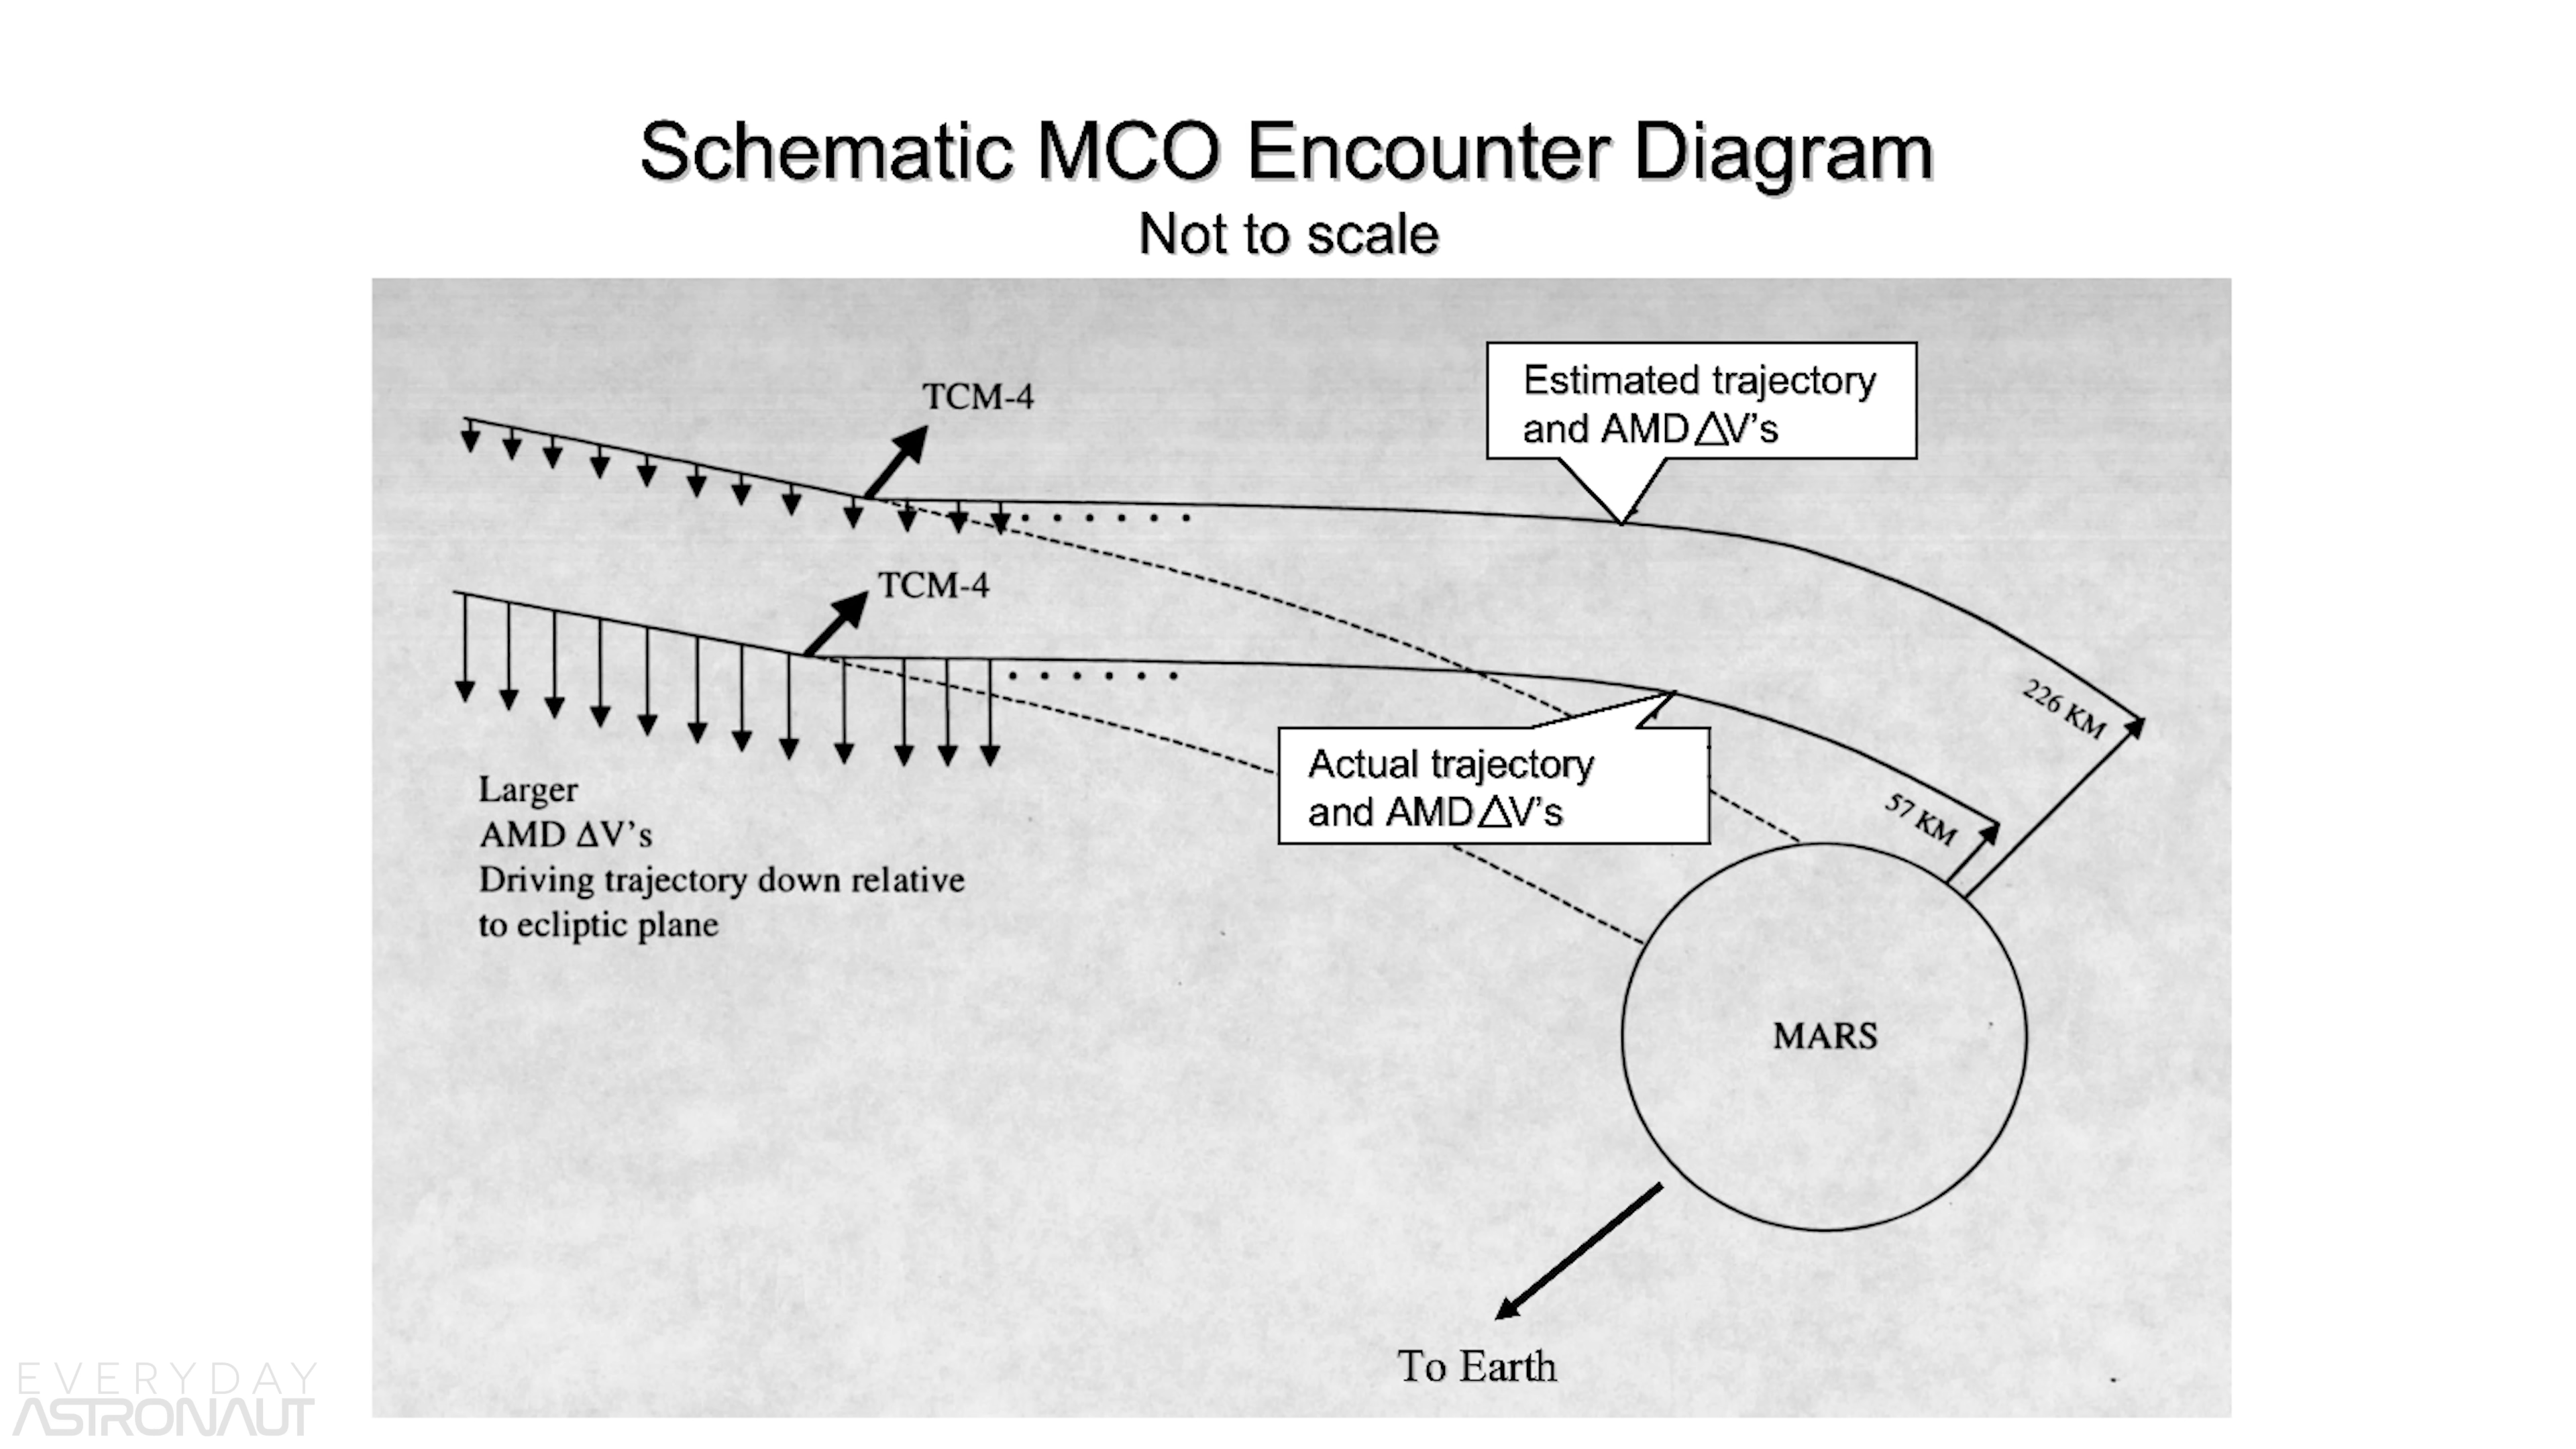 Schematic MCO Encounter Diagram
Not to scale
Estimated trajectory
and AMD △V's
TCM-4
TCM-4
226 KM
Actual trajectory
and AMD △V's
57 KM
Larger
AMD ΔV's
Driving trajectory down relative
to ecliptic plane
MARS
To Earth
EVERYDAY
ASTRONAUT